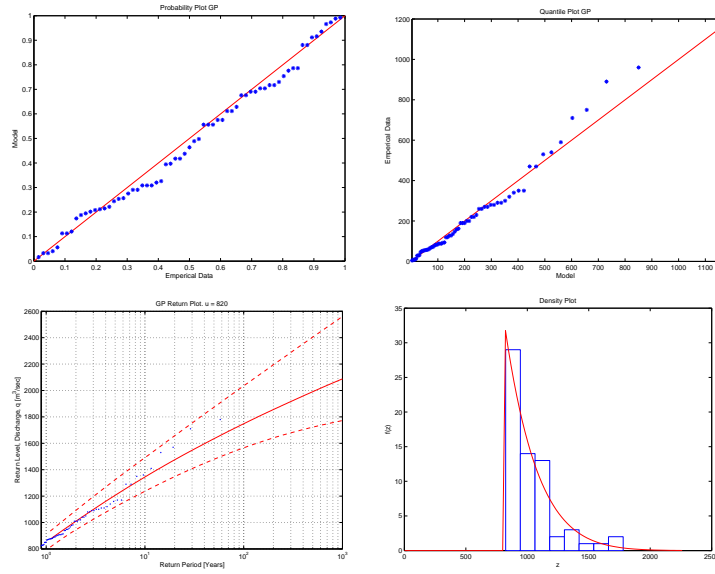 Probability Plot GP
1
0.9
0.8
0.7
0.6
0.5
0.4
0.3
0.2
0.1
0
Model
0 0.1 0.2 0.3 0.4 0.5 0.6 0.7 0.8 0.9 1
Emperical Data
Quantile Plot GP
1200
1000
800
600
400
200
0
Emperical Data
100 200 300 400 500 600 700 800 900 1000 1100
Model
GP Return Plot. u = 820
2600
2400
2200
2000
1800
1600
1400
1200
1000
800
Return Level, Discharge, q [m³/sec]
10⁰ 10¹ 10² 10³
Return Period [Years]
Density Plot
35
30
25
20
15
10
5
0
f(z)
0 500 1000 1500 2000 2500
z